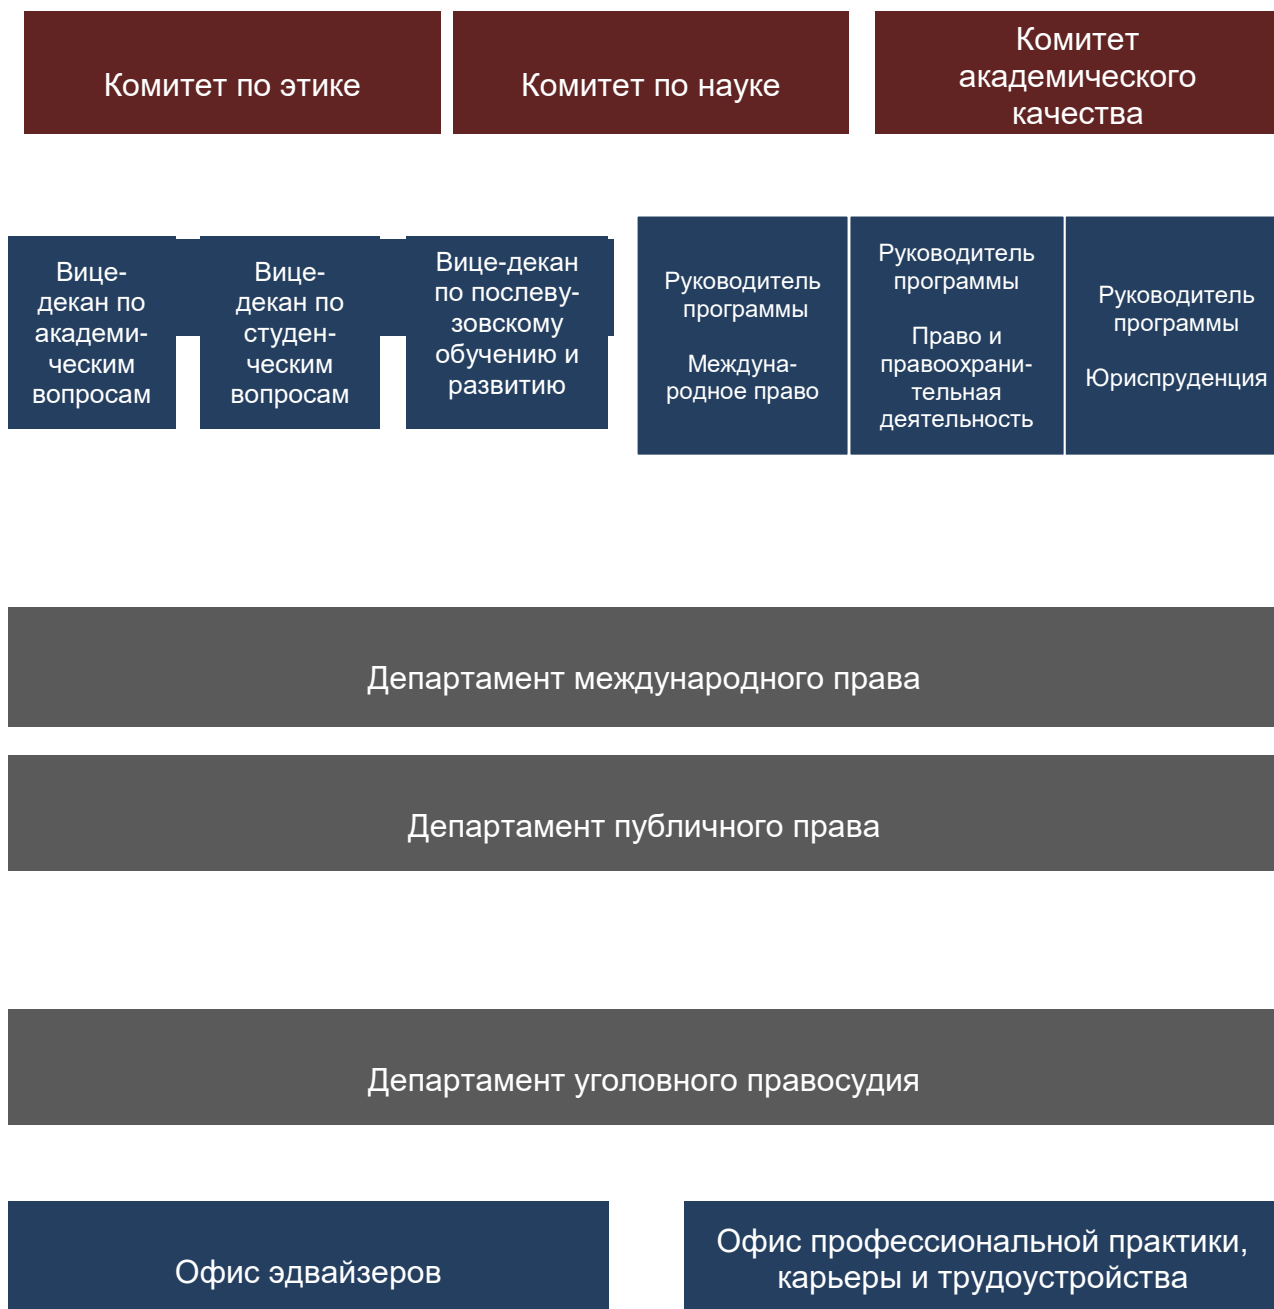 Комитет по этике
Комитет по науке
Комитет
академического
качества
Вице-
декан по
академи-
ческим
вопросам
Вице-
декан по
студен-
ческим
вопросам
Вице-декан
по послеву-
зовскому
обучению и
развитию
Руководитель
программы
Междуна-
родное право
Руководитель
программы
Право и
правоохрани-
тельная
деятельность
Руководитель
программы
Юриспруденция
Департамент международного права
Департамент публичного права
Департамент уголовного правосудия
Офис эдвайзеров
Офис профессиональной практики,
карьеры и трудоустройства